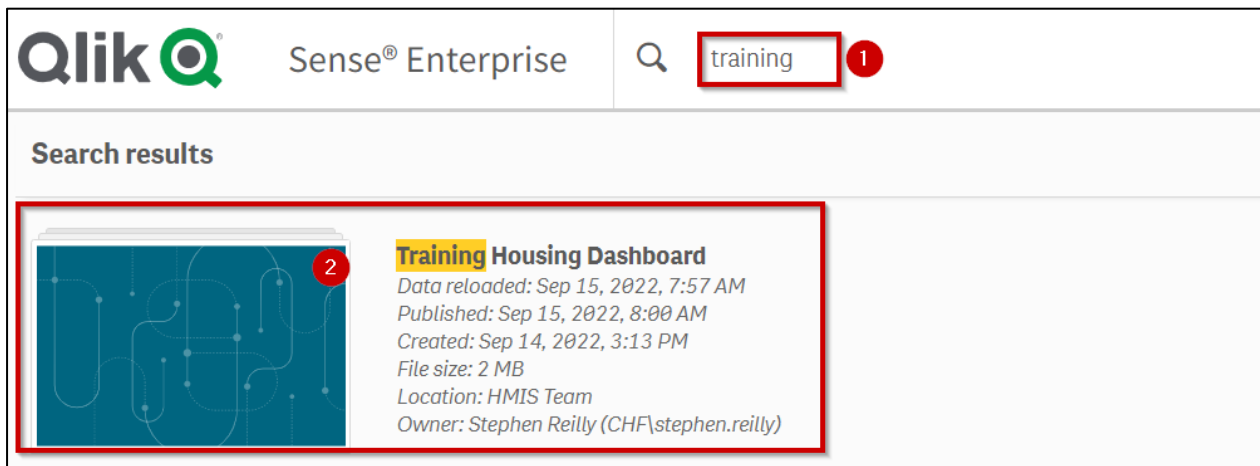 Qlik Sense® Enterprise training 1
Search results
2
Training Housing Dashboard
Data reloaded: Sep 15, 2022, 7:57 AM
Published: Sep 15, 2022, 8:00 AM
Created: Sep 14, 2022, 3:13 PM
File size: 2 MB
Location: HMIS Team
Owner: Stephen Reilly (CHF\stephen.reilly)